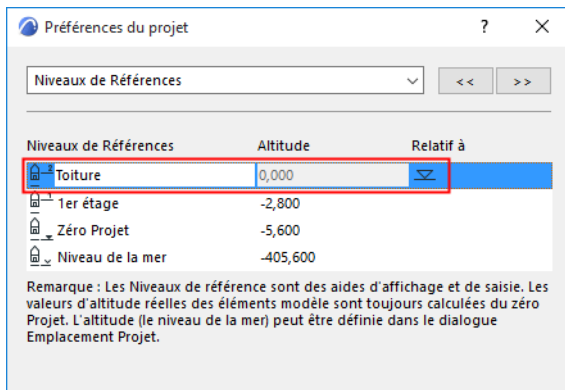 Préférences du projet ? ×
Niveaux de Références << >>
Niveaux de Références Altitude Relatif à
2 Toiture 0,000
1 1er étage -2,800
Zéro Projet -5,600
Niveau de la mer -405,600
Remarque : Les Niveaux de référence sont des aides d'affichage et de saisie. Les
valeurs d'altitude réelles des éléments modèle sont toujours calculées du zéro
Projet. L'altitude (le niveau de la mer) peut être définie dans le dialogue
Emplacement Projet.